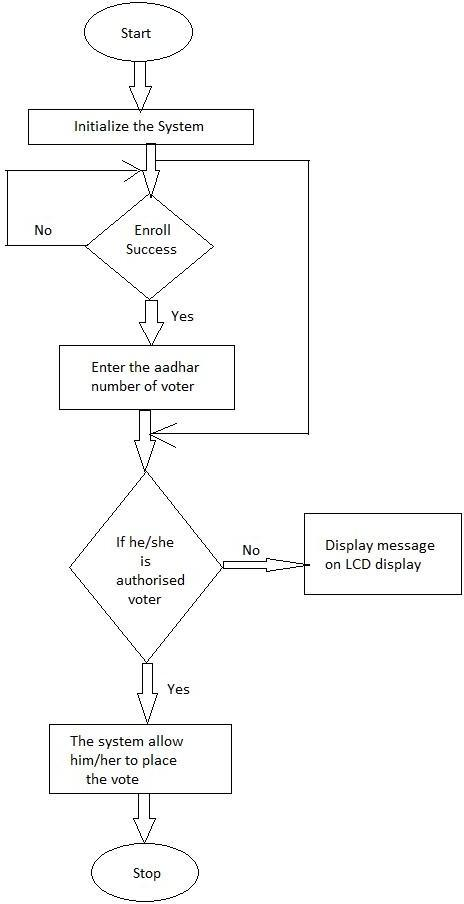 Start
Initialize the System
Enroll
Success
No
Yes
Enter the aadhar
number of voter
If he/she
is
authorised
voter
No
Display message
on LCD display
Yes
The system allow
him/her to place
the vote
Stop